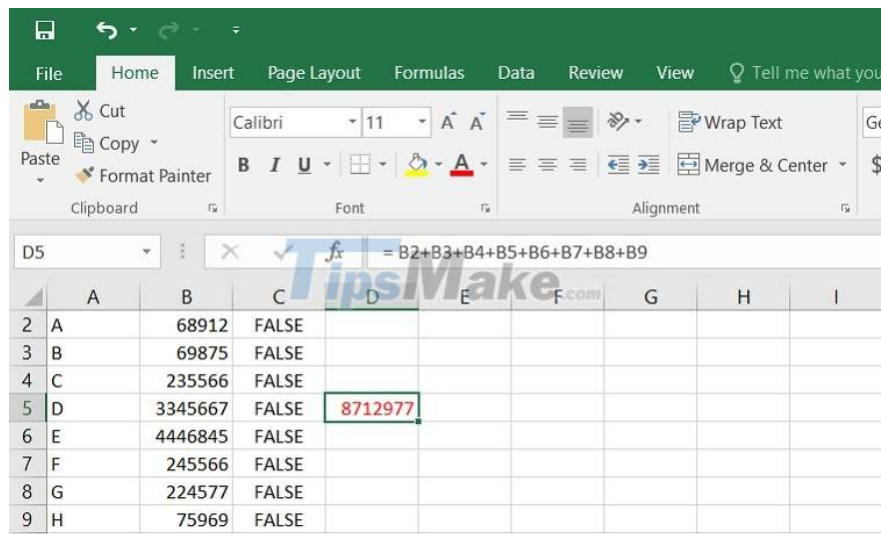 File Home Insert Page Layout Formulas Data Review View Tell me what you
Cut
Calibri 11 A A Wrap Text Ge
Copy
Paste
B I U A Merge & Center $
Format Painter
Clipboard Font Alignment
D5 fx = B2+B3+B4+B5+B6+B7+B8+B9
TipsMake.com
A B C D E F G H I
2 A 68912 FALSE
3 B 69875 FALSE
4 C 235566 FALSE
5 D 3345667 FALSE 8712977
6 E 4446845 FALSE
7 F 245566 FALSE
8 G 224577 FALSE
9 H 75969 FALSE